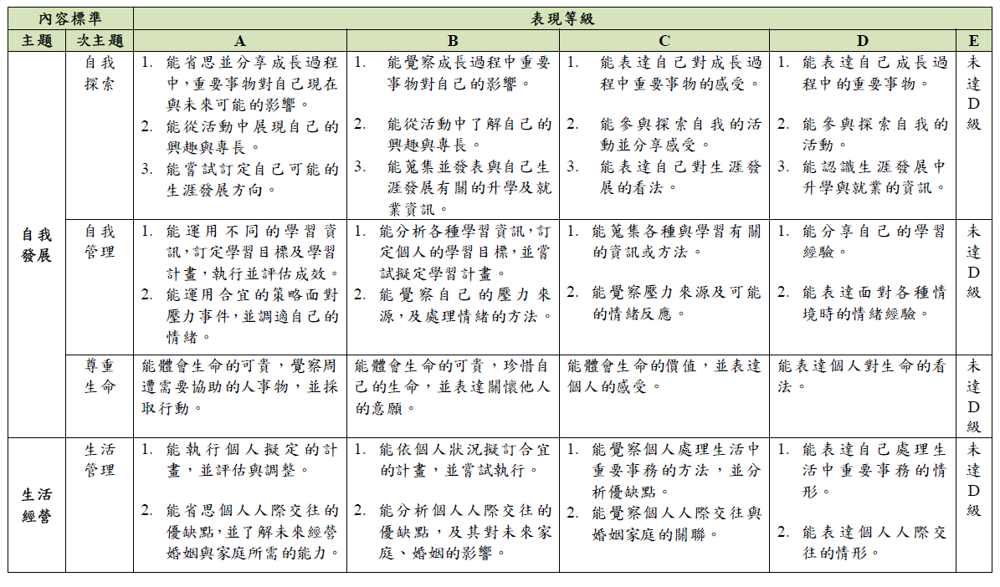 內容標準
表現等級
主題
次主題
A
B
C
D
E
自我
發展
自我
探索
1. 能省思並分享成長過程
中，重要事物對自己現在
與未來可能的影響。
2. 能從活動中展現自己的
興趣與專長。
3. 能嘗試訂定自己可能的
生涯發展方向。
1. 能覺察成長過程中重要
事物對自己的影響。
2. 能從活動中了解自己的
興趣與專長。
3. 能蒐集並發表與自己生
涯發展有關的升學及就
業資訊。
1. 能表達自己對成長過
程中重要事物的感受。
2. 能參與探索自我的活
動並分享感受。
3. 能表達自己對生涯發
展的看法。
1. 能表達自己成長過
程中的重要事物。
2. 能參與探索自我的
活動。
3. 能認識生涯發展中
升學與就業的資訊。
未
達
D
級
自我
管理
1. 能運用不同的學習資
訊，訂定學習目標及學習
計畫，執行並評估成效。
2. 能運用合宜的策略面對
壓力事件，並調適自己的
情緒。
1. 能分析各種學習資訊，訂
定個人的學習目標，並嘗
試擬定學習計畫。
2. 能覺察自己的壓力來
源，及處理情緒的方法。
1. 能蒐集各種與學習有關
的資訊或方法。
2. 能覺察壓力來源及可能
的情緒反應。
1. 能分享自己的學習
經驗。
2. 能表達面對各種情
境時的情緒經驗。
未
達
D
級
尊重
生命
能體會生命的可貴，覺察周
遭需要協助的人事物，並採
取行動。
能體會生命的可貴，珍惜自
己的生命，並表達關懷他人
的意願。
能體會生命的價值，並表達
個人的感受。
能表達個人對生命的看
法。
未
達
D
級
生活
經營
生活
管理
1. 能執行個人擬定的計
畫，並評估與調整。
2. 能省思個人人際交往的
優缺點，並了解未來經營
婚姻與家庭所需的能力。
1. 能依個人狀況擬訂合宜
的計畫，並嘗試執行。
2. 能分析個人人際交往的
優缺點，及其對未來家
庭、婚姻的影響。
1. 能覺察個人處理生活中
重要事務的方法，並分
析優缺點。
2. 能覺察個人人際交往與
婚姻家庭的關聯。
1. 能表達自己處理生
活中重要事務的情
形。
2. 能表達個人人際交
往的情形。
未
達
D
級